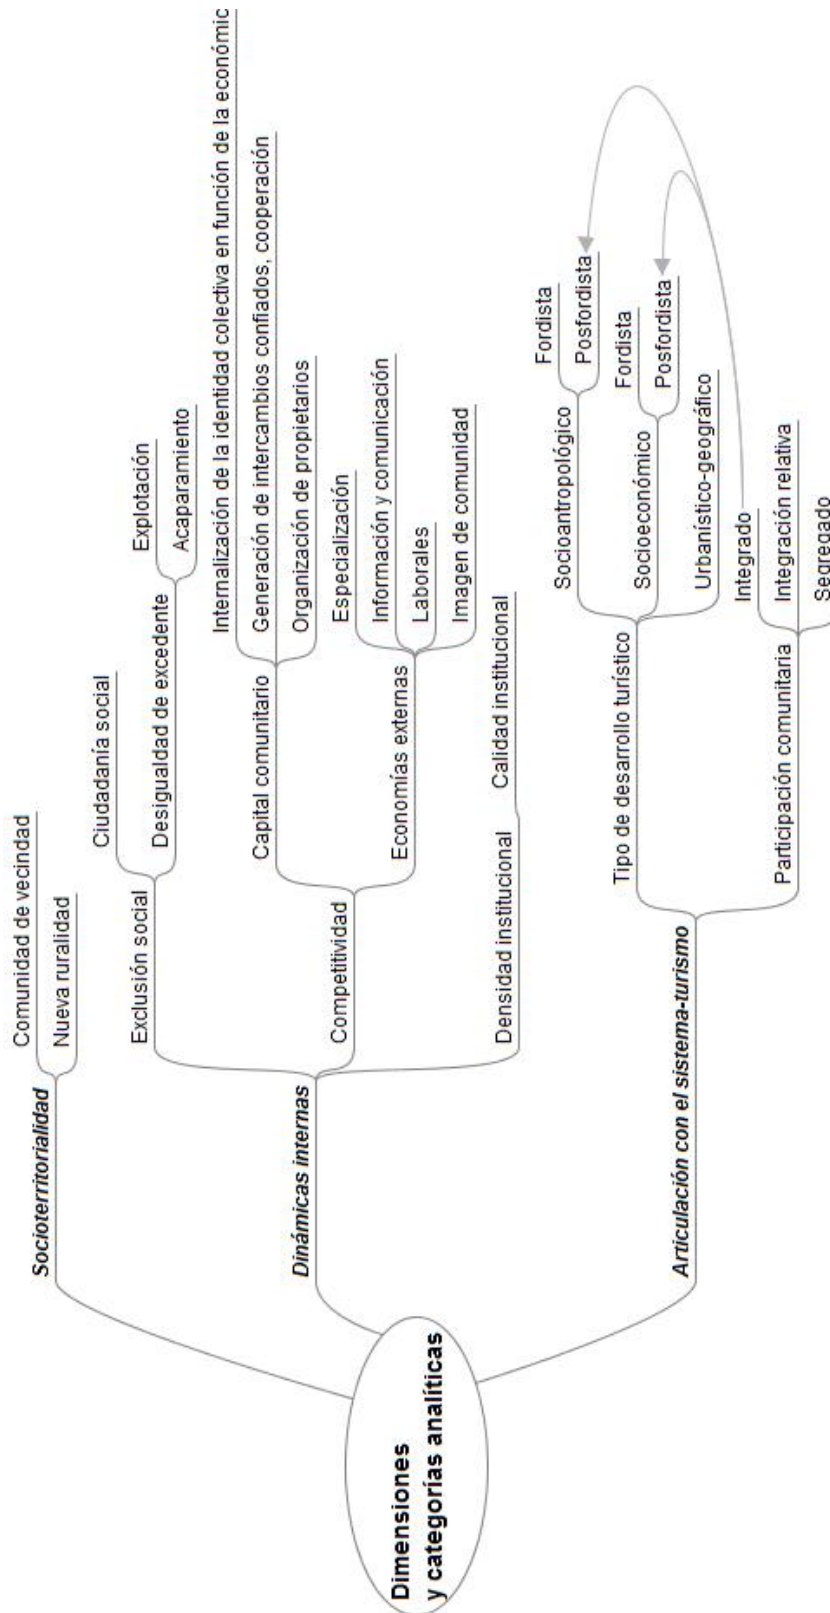 Dimensiones
y categorías analíticas
Socioterritorialidad
Comunidad de vecindad
Nueva ruralidad
Dinámicas internas
Exclusión social
Ciudadanía social
Desigualdad de excedente
Explotación
Acaparamiento
Competitividad
Capital comunitario
Internalización de la identidad colectiva en función de la económic
Generación de intercambios confiados, cooperación
Organización de propietarios
Economías externas
Especialización
Información y comunicación
Laborales
Imagen de comunidad
Densidad institucional
Calidad institucional
Articulación con el sistema-turismo
Tipo de desarrollo turístico
Socioantropológico
Fordista
Posfordista
Socioeconómico
Fordista
Posfordista
Urbanístico-geográfico
Participación comunitaria
Integrado
Integración relativa
Segregado